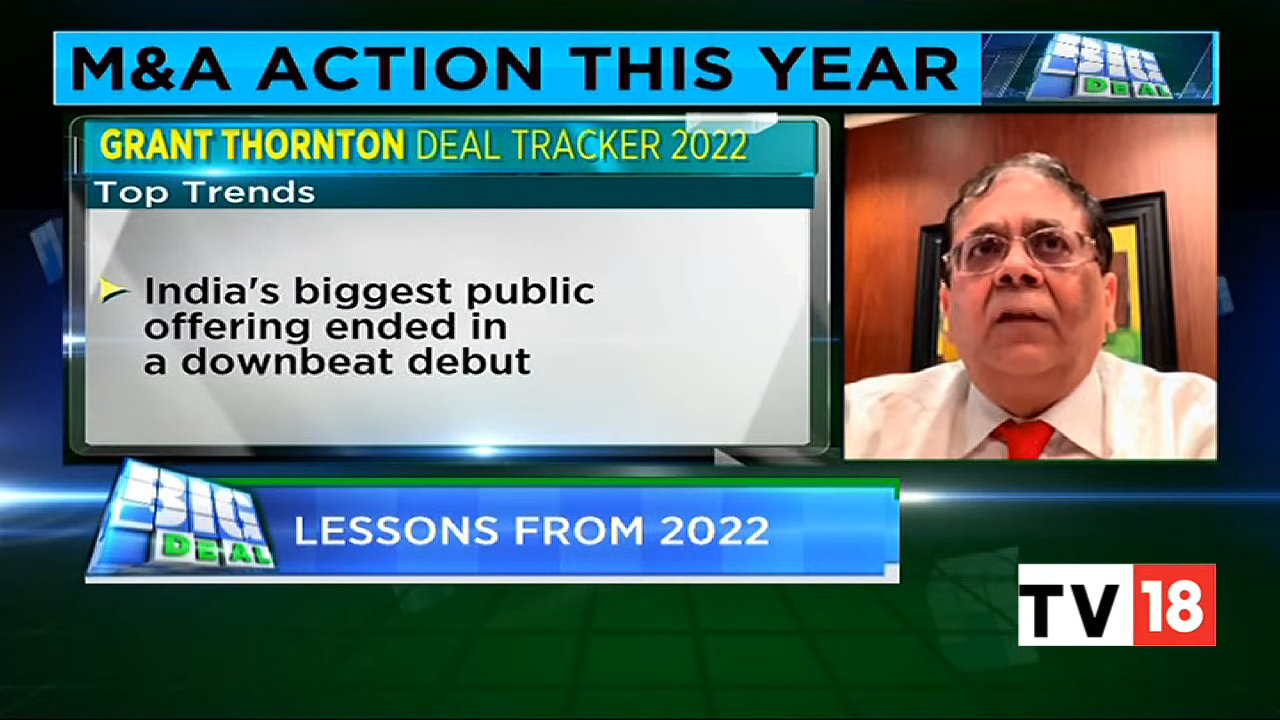 M&A ACTION THIS YEAR
BIG
DEAL
GRANT THORNTON DEAL TRACKER 2022
Top Trends
India's biggest public
offering ended in
a downbeat debut
BIG
DEAL
LESSONS FROM 2022
TV18